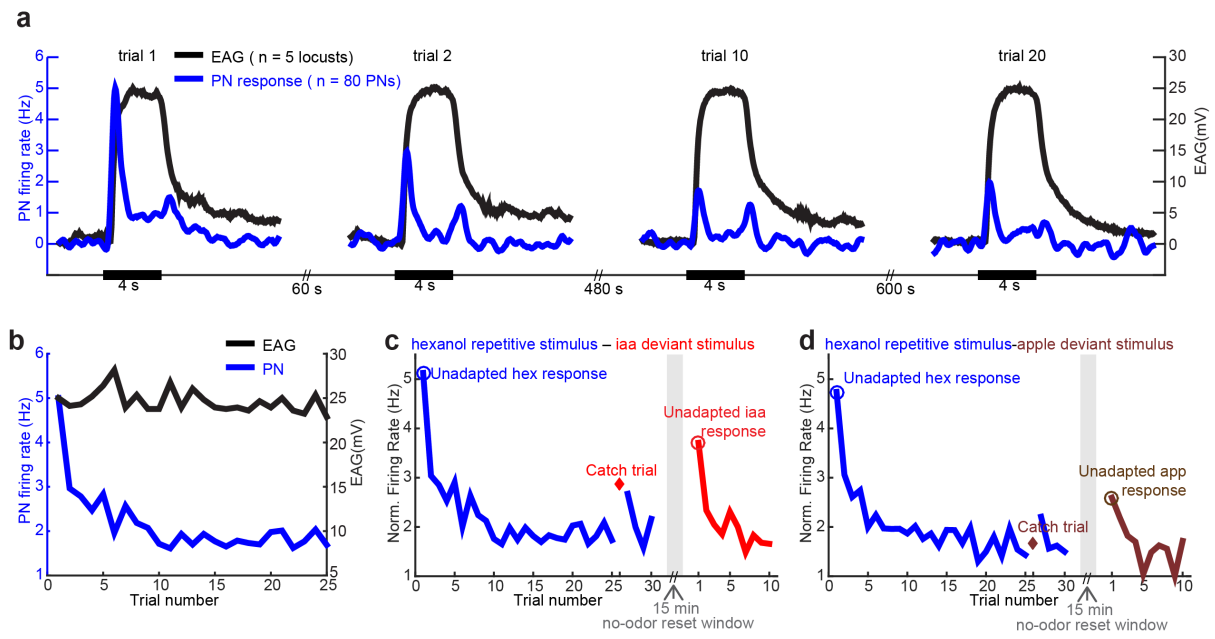 a
trial 1
EAG ( n = 5 locusts)
PN response ( n = 80 PNs)
trial 2
trial 10
trial 20
6
5
4
3
2
1
0
PN firing rate (Hz)
30
25
20
15
10
5
0
EAG(mV)
4 s
60 s
4 s
480 s
4 s
600 s
4 s
b
EAG
PN
6
5
4
3
2
1
PN firing rate (Hz)
30
25
20
15
10
5
EAG(mV)
1
5
10
15
20
25
Trial number
c
hexanol repetitive stimulus – iaa deviant stimulus
Unadapted hex response
Unadapted iaa
response
Catch trial
5
4
3
2
1
Norm. Firing Rate (Hz)
0
5
10
15
20
25
30
1
5
10
Trial number
15 min
no-odor reset window
d
hexanol repetitive stimulus-apple deviant stimulus
Unadapted hex response
Unadapted app
response
Catch trial
5
4
3
2
1
Norm. Firing Rate (Hz)
0
5
10
15
20
25
30
1
5
10
Trial number
15 min
no-odor reset window